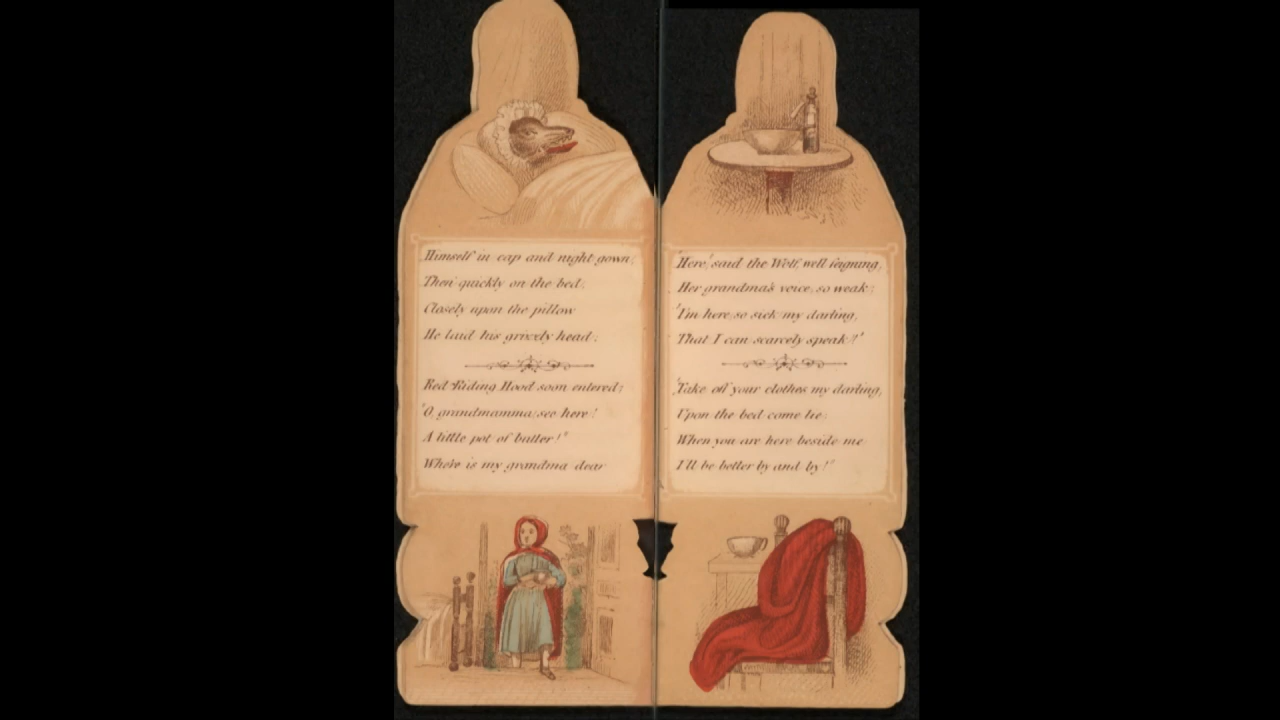 Himself in cap and night gown,
Then quickly on the bed;
Closely upon the pillow
He laid his grizzly head.
Red Riding Hood soon entered;
"O, grandmamma, see here!
A little pot of butter!"
Where is my grandma dear
'Here,' said the Wolf, well feigning,
Her grandma's voice, so weak;
"I'm here, so sick my darling,
That I can scarcely speak!"
"Take off your clothes my darling,
Upon the bed come lie;
When you are here beside me
I'll be better by and by!"